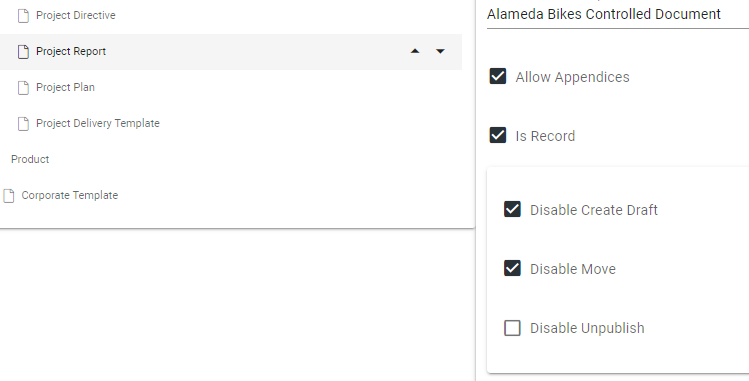 Project Directive
Project Report
Project Plan
Project Delivery Template
Product
Corporate Template
Alameda Bikes Controlled Document
Allow Appendices
Is Record
Disable Create Draft
Disable Move
Disable Unpublish